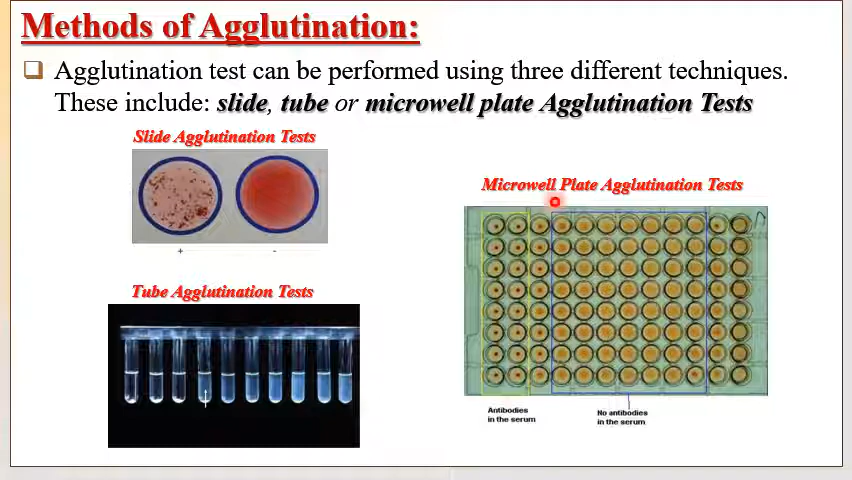 Methods of Agglutination:
Agglutination test can be performed using three different techniques.
These include: slide, tube or microwell plate Agglutination Tests
Slide Agglutination Tests
+ -
Tube Agglutination Tests
Microwell Plate Agglutination Tests
Antibodies
in the serum
No antibodies
in the serum